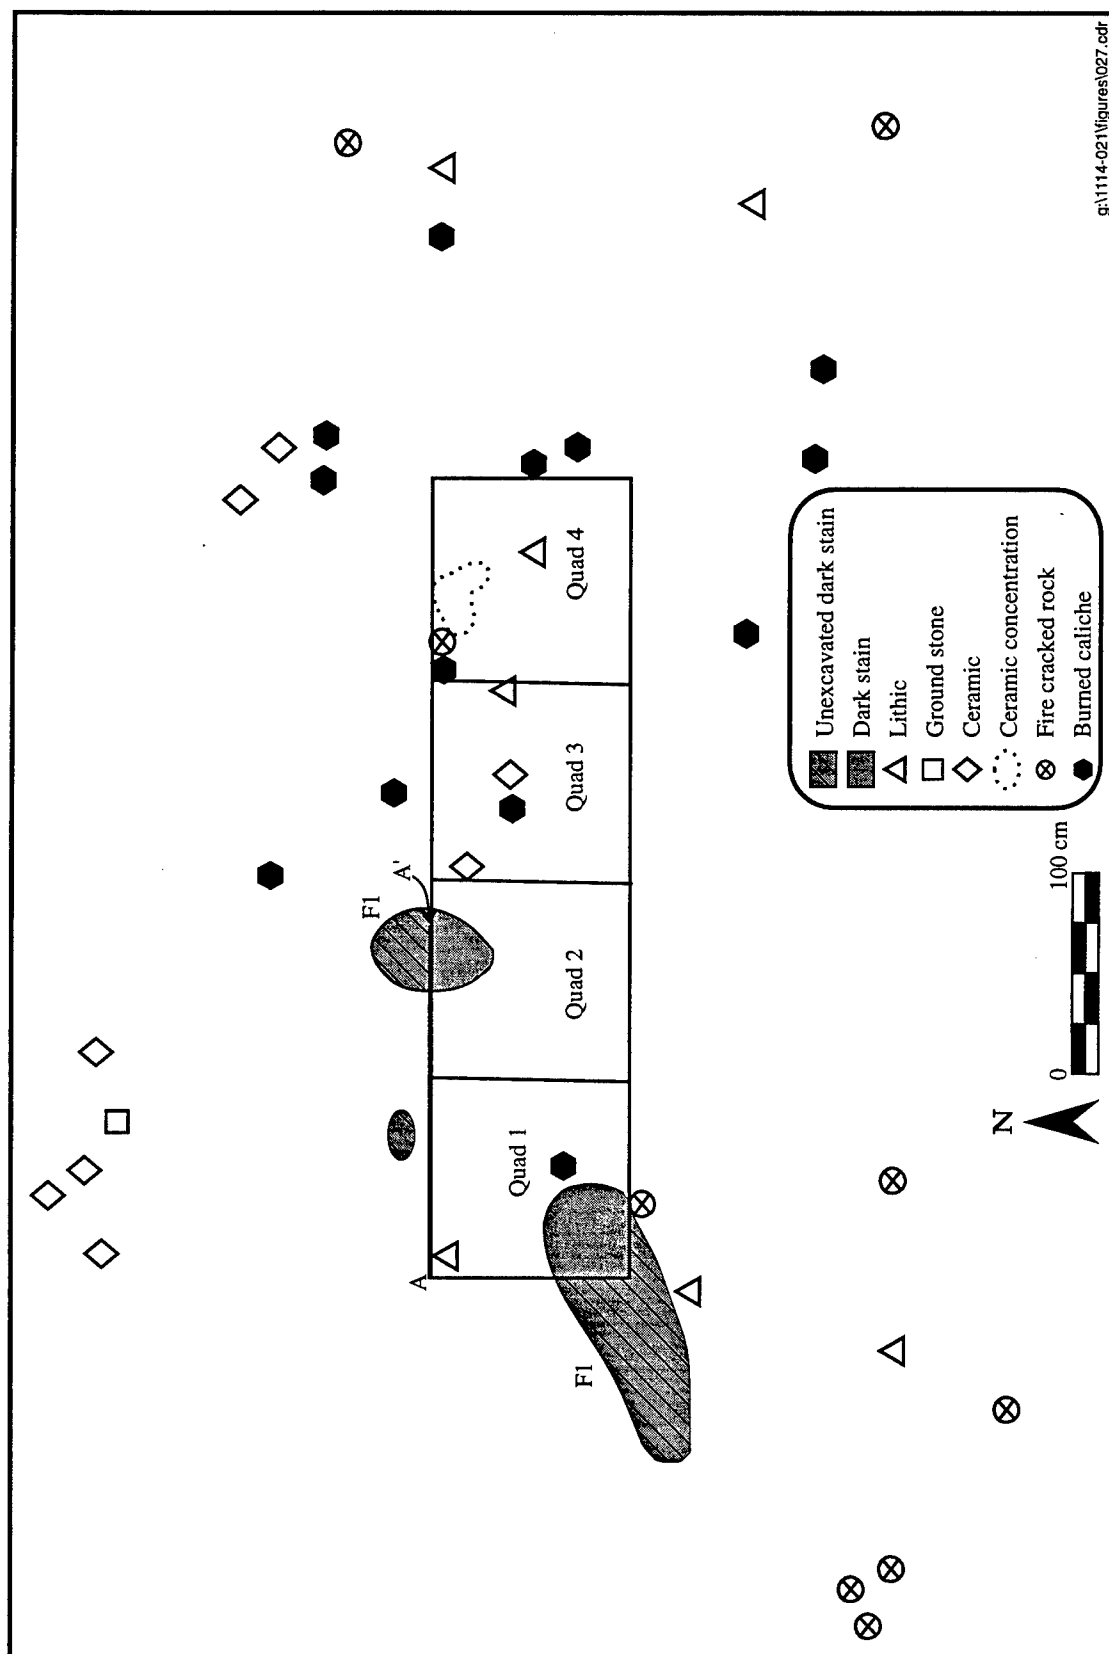 F1
A'
A
Quad 1
Quad 2
Quad 3
Quad 4
F1
N
0
100 cm
Unexcavated dark stain
Dark stain
Lithic
Ground stone
Ceramic
Ceramic concentration
Fire cracked rock
Burned caliche
g:\1114-021\figures\027.cdr